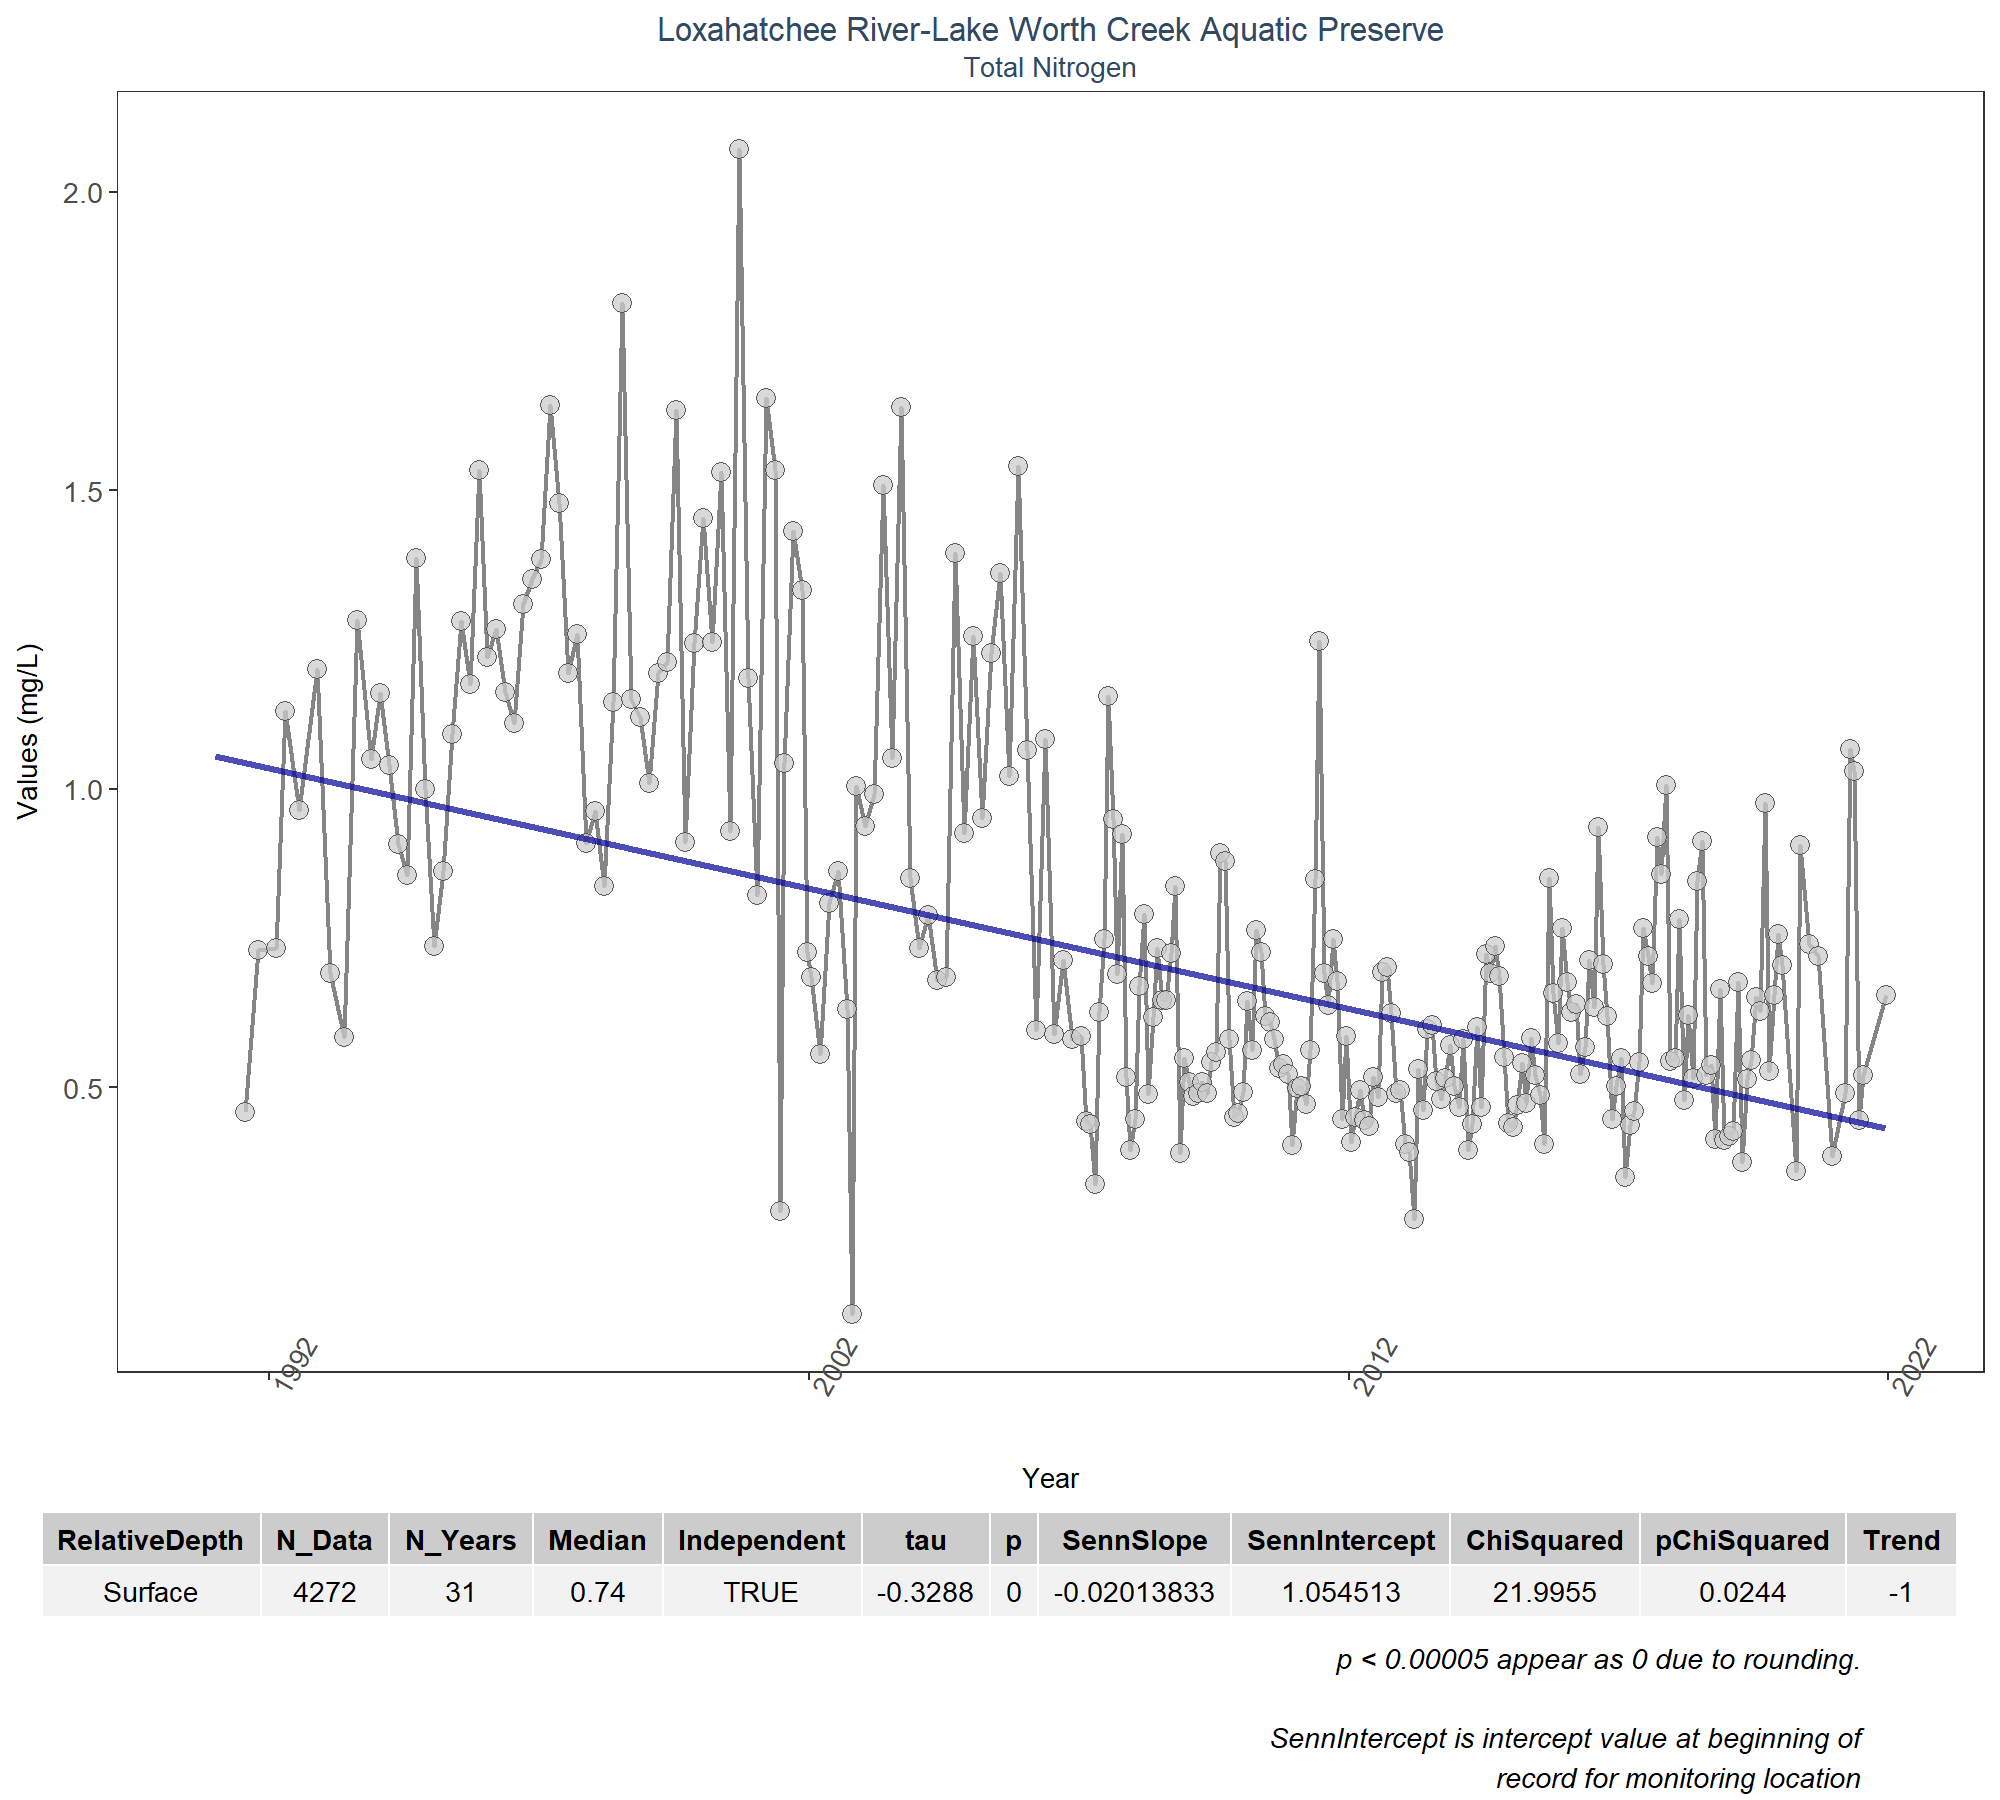 Loxahatchee River-Lake Worth Creek Aquatic Preserve
Total Nitrogen
Values (mg/L)
2.0
1.5
1.0
0.5
1992 2002 2012 2022
Year
RelativeDepth N_Data N_Years Median Independent tau p SennSlope SennIntercept ChiSquared pChiSquared Trend
Surface 4272 31 0.74 TRUE -0.3288 0 -0.02013833 1.054513 21.9955 0.0244 -1
p < 0.00005 appear as 0 due to rounding.
SennIntercept is intercept value at beginning of
record for monitoring location